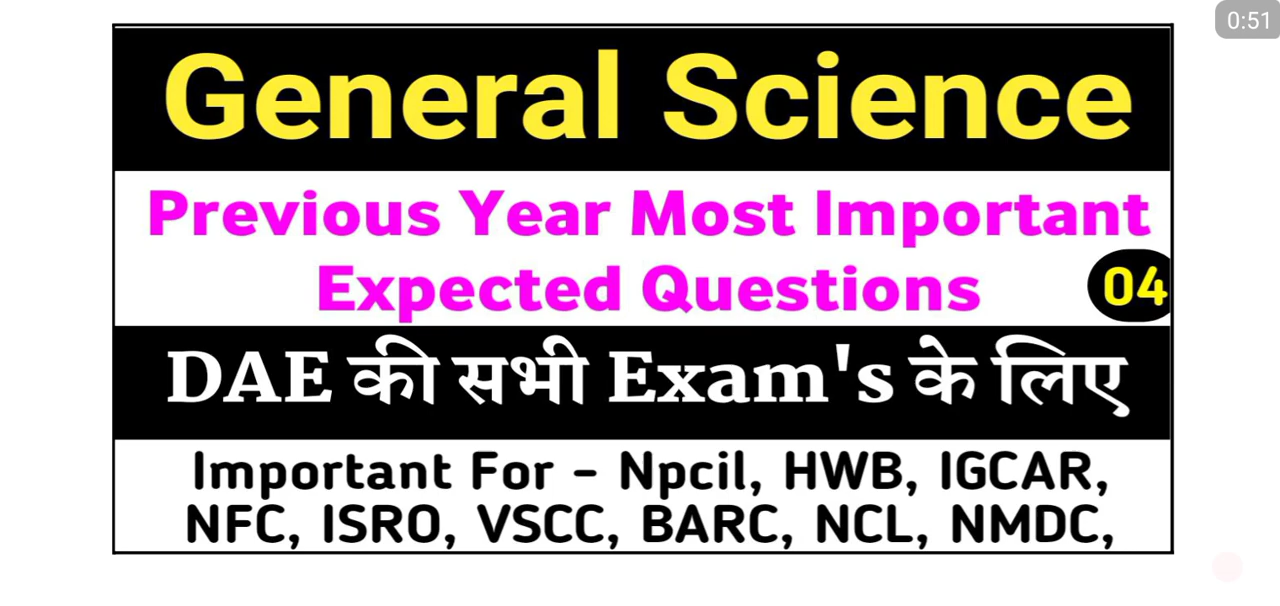 0:51
General Science
Previous Year Most Important
Expected Questions
04
DAE की सभी Exam's के लिए
Important For - Npcil, HWB, IGCAR,
NFC, ISRO, VSCC, BARC, NCL, NMDC,